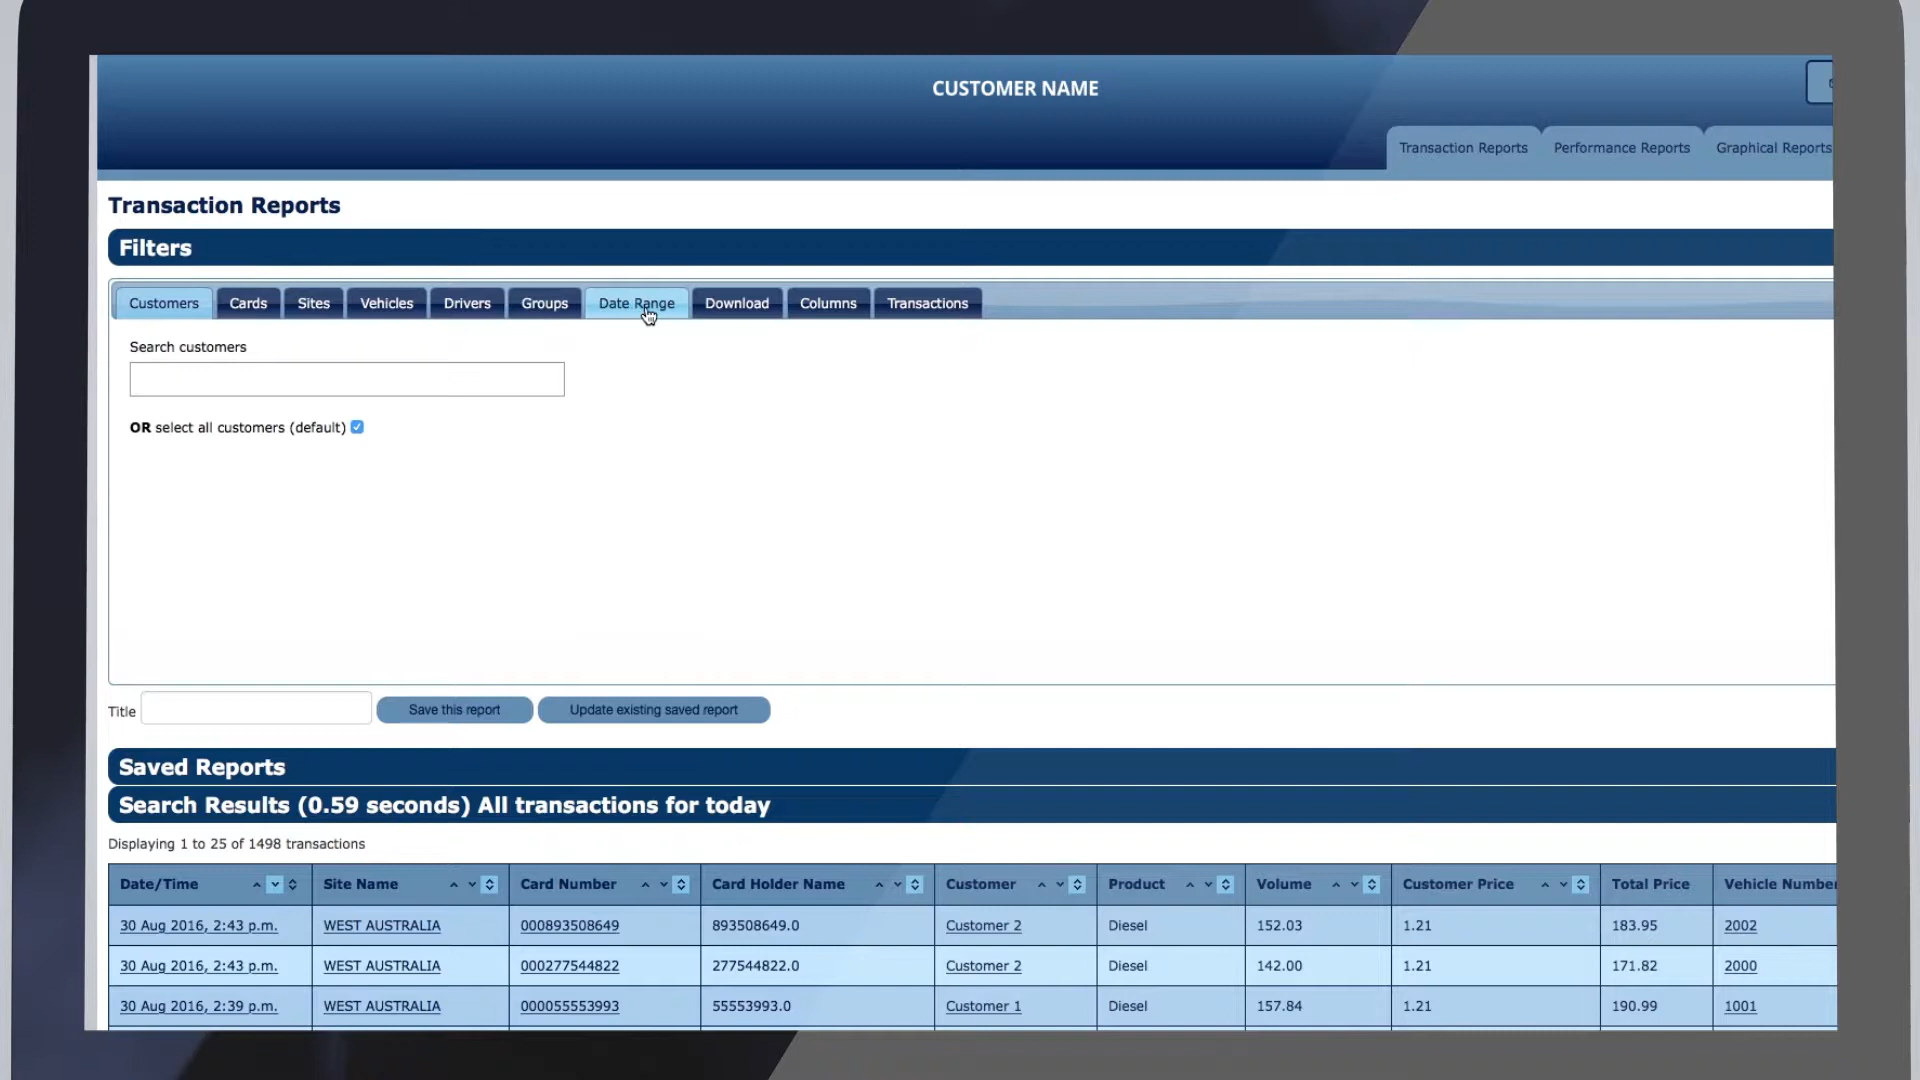 CUSTOMER NAME
Transaction Reports Performance Reports Graphical Reports
Transaction Reports
Filters
Customers Cards Sites Vehicles Drivers Groups Date Range Download Columns Transactions
Search customers
OR select all customers (default)
Title Save this report Update existing saved report
Saved Reports
Search Results (0.59 seconds) All transactions for today
Displaying 1 to 25 of 1498 transactions
Date/Time Site Name Card Number Card Holder Name Customer Product Volume Customer Price Total Price Vehicle Number
30 Aug 2016, 2:43 p.m. WEST AUSTRALIA 000893508649 893508649.0 Customer 2 Diesel 152.03 1.21 183.95 2002
30 Aug 2016, 2:43 p.m. WEST AUSTRALIA 000277544822 277544822.0 Customer 2 Diesel 142.00 1.21 171.82 2000
30 Aug 2016, 2:39 p.m. WEST AUSTRALIA 000055553993 55553993.0 Customer 1 Diesel 157.84 1.21 190.99 1001